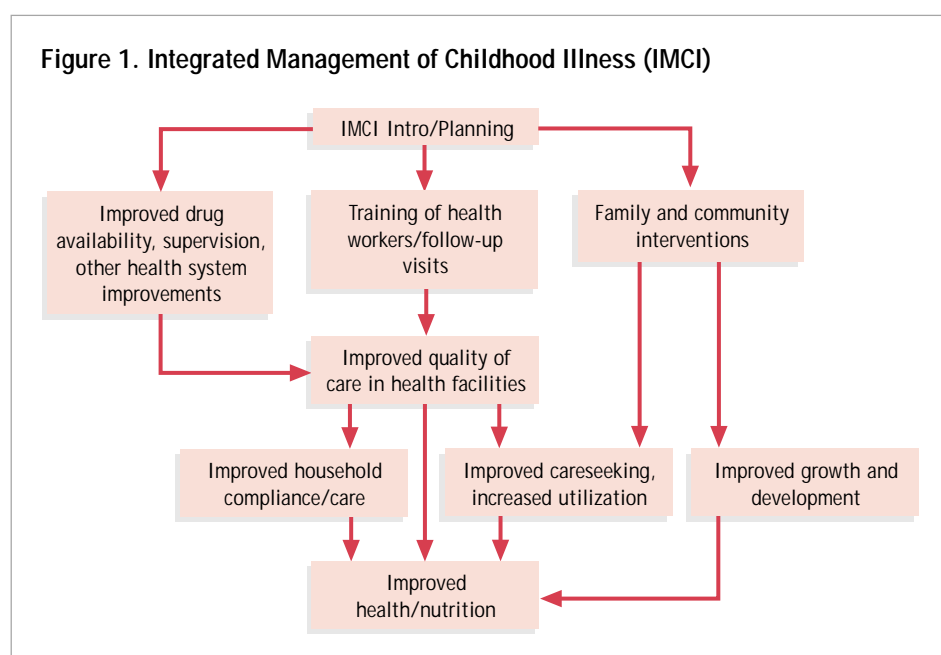 Figure 1. Integrated Management of Childhood Illness (IMCI)
IMCI Intro/Planning
Improved drug
availability, supervision,
other health system
improvements
Training of health
workers/follow-up
visits
Family and community
interventions
Improved quality of
care in health facilities
Improved household
compliance/care
Improved careseeking,
increased utilization
Improved growth and
development
Improved
health/nutrition